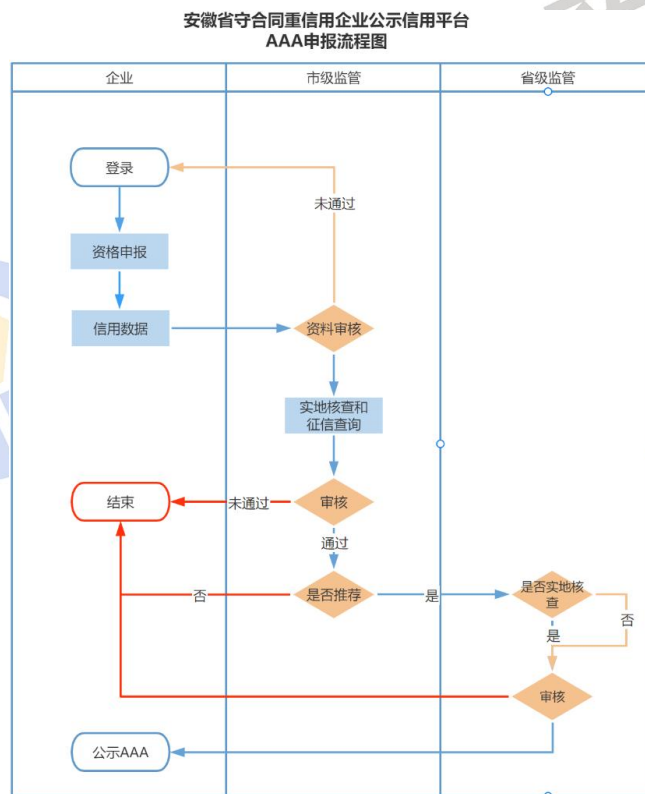 安徽省守合同重信用企业公示信用平台
AAA申报流程图
企业
市级监管
省级监管
登录
未通过
资格申报
信用数据
资料审核
实地核查和
征信查询
结束
未通过
审核
通过
否
是否推荐
是
是否实地核
查
否
是
审核
公示AAA